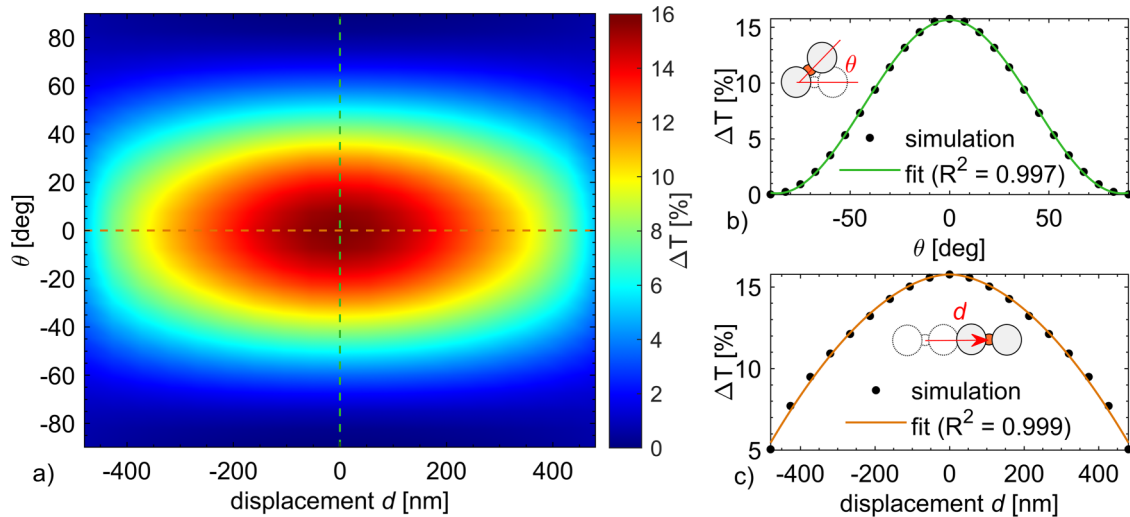 80
60
40
20
0
-20
-40
-60
-80
θ [deg]
-400 -200 0 200 400
displacement d [nm]
a)
16
14
12
10
8
6
4
2
0
ΔT [%]
15
10
5
0
ΔT [%]
θ
simulation
fit (R² = 0.997)
-50 0 50
θ [deg]
b)
15
10
5
ΔT [%]
d
simulation
fit (R² = 0.999)
-400 -200 0 200 400
displacement d [nm]
c)